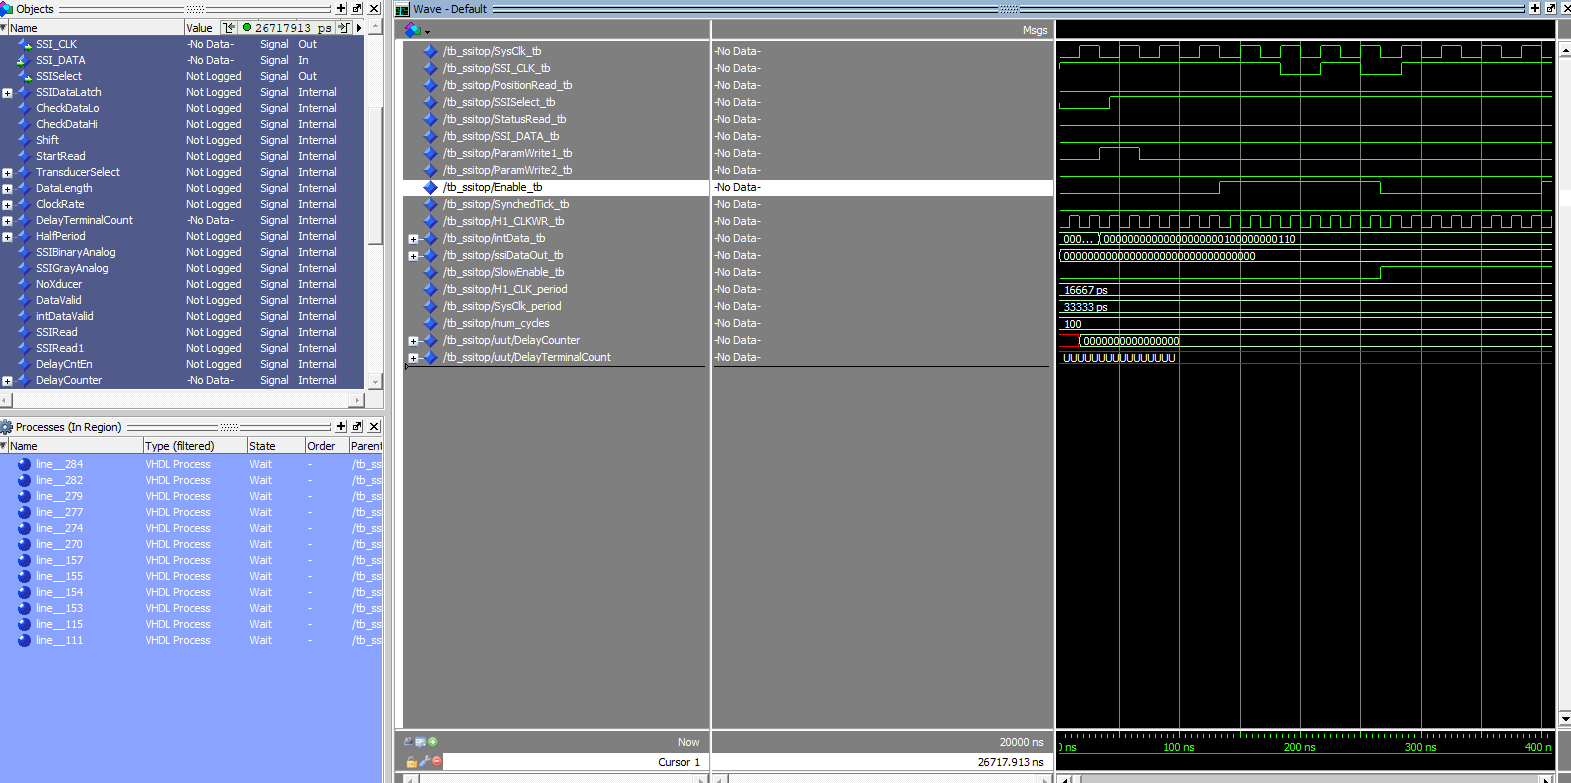 Objects
Name Value 26717913 ps
SSI_CLK -No Data- Signal Out
SSI_DATA -No Data- Signal In
SSISelect Not Logged Signal Out
SSIDataLatch Not Logged Signal Internal
CheckDataLo Not Logged Signal Internal
CheckDataHi Not Logged Signal Internal
Shift Not Logged Signal Internal
StartRead Not Logged Signal Internal
TransducerSelect Not Logged Signal Internal
DataLength Not Logged Signal Internal
ClockRate Not Logged Signal Internal
DelayTerminalCount -No Data- Signal Internal
HalfPeriod Not Logged Signal Internal
SSIBinaryAnalog Not Logged Signal Internal
SSIGrayAnalog Not Logged Signal Internal
NoXducer Not Logged Signal Internal
DataValid Not Logged Signal Internal
intDataValid Not Logged Signal Internal
SSIRead Not Logged Signal Internal
SSIRead1 Not Logged Signal Internal
DelayCntEn Not Logged Signal Internal
DelayCounter -No Data- Signal Internal
Processes (In Region)
Name Type (filtered) State Order Parent
line__284 VHDL Process Wait - /tb_ss
line__282 VHDL Process Wait - /tb_ss
line__279 VHDL Process Wait - /tb_ss
line__277 VHDL Process Wait - /tb_ss
line__274 VHDL Process Wait - /tb_ss
line__270 VHDL Process Wait - /tb_ss
line__157 VHDL Process Wait - /tb_ss
line__155 VHDL Process Wait - /tb_ss
line__154 VHDL Process Wait - /tb_ss
line__153 VHDL Process Wait - /tb_ss
line__115 VHDL Process Wait - /tb_ss
line__111 VHDL Process Wait - /tb_ss
Wave - Default
Msgs
/tb_ssitop/SysClk_tb -No Data-
/tb_ssitop/SSI_CLK_tb -No Data-
/tb_ssitop/PositionRead_tb -No Data-
/tb_ssitop/SSISelect_tb -No Data-
/tb_ssitop/StatusRead_tb -No Data-
/tb_ssitop/SSI_DATA_tb -No Data-
/tb_ssitop/ParamWrite1_tb -No Data-
/tb_ssitop/ParamWrite2_tb -No Data-
/tb_ssitop/Enable_tb -No Data-
/tb_ssitop/SynchedTick_tb -No Data-
/tb_ssitop/H1_CLKWR_tb -No Data-
/tb_ssitop/intData_tb -No Data- 000... 00000000000000000000100000000110
/tb_ssitop/ssiDataOut_tb -No Data- 00000000000000000000000000000000
/tb_ssitop/SlowEnable_tb -No Data-
/tb_ssitop/H1_CLK_period -No Data- 16667 ps
/tb_ssitop/SysClk_period -No Data- 33333 ps
/tb_ssitop/num_cycles -No Data- 100
/tb_ssitop/uut/DelayCounter -No Data- 0000000000000000
/tb_ssitop/uut/DelayTerminalCount -No Data- UUUUUUUUUUUUUUUU
Now 20000 ns
Cursor 1 26717.913 ns
ns 100 ns 200 ns 300 ns 400 n